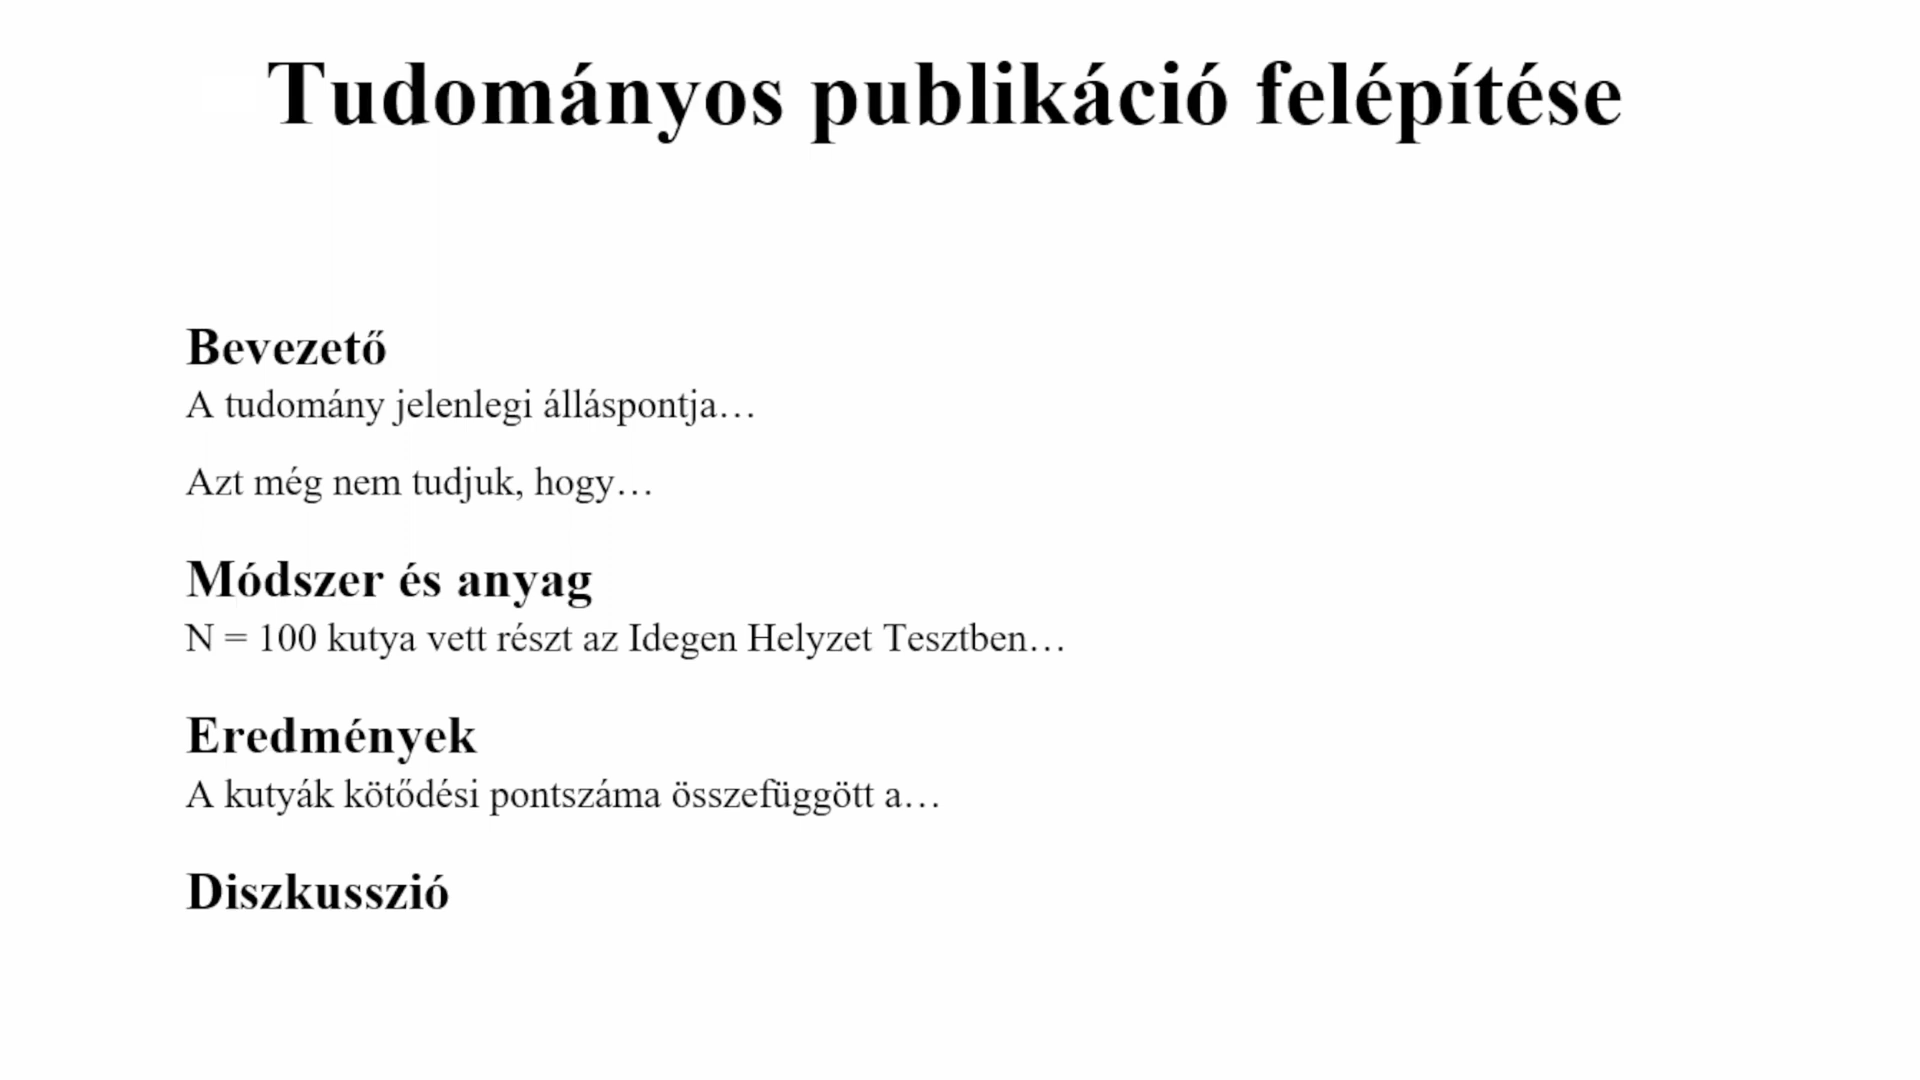 Tudományos publikáció felépítése
Bevezető
A tudomány jelenlegi álláspontja…
Azt még nem tudjuk, hogy…
Módszer és anyag
N = 100 kutya vett részt az Idegen Helyzet Tesztben…
Eredmények
A kutyák kötődési pontszáma összefüggött a…
Diszkusszió